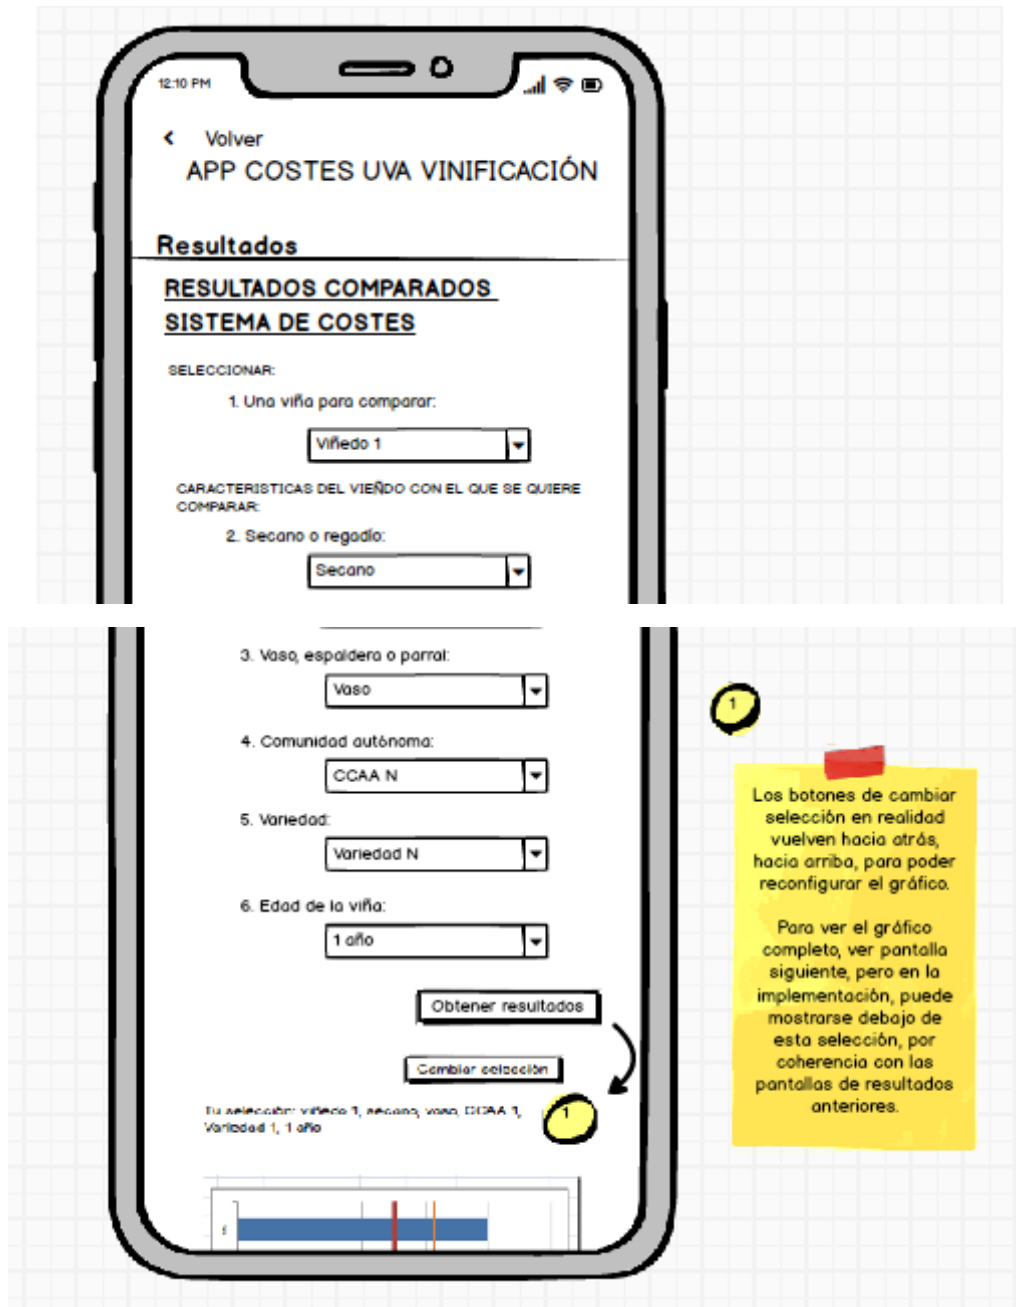 12:10 PM
Volver
APP COSTES UVA VINIFICACIÓN
Resultados
RESULTADOS COMPARADOS
SISTEMA DE COSTES
SELECCIONAR:
1. Una viña para comparar:
Viñedo 1
CARACTERISTICAS DEL VIEÑDO CON EL QUE SE QUIERE
COMPARAR:
2. Secano o regadío:
Secano
3. Vaso, espaldera o parral:
Vaso
4. Comunidad autónoma:
CCAA N
5. Variedad:
Variedad N
6. Edad de la viña:
1 año
Obtener resultados
Cambiar selección
Tu selección: viñedo 1, secano, vaso, CCAA 1,
Variedad 1, 1 año
1
1
Los botones de cambiar
selección en realidad
vuelven hacia atrás,
hacia arriba, para poder
reconfigurar el gráfico.
Para ver el gráfico
completo, ver pantalla
siguiente, pero en la
implementación, puede
mostrarse debajo de
esta selección, por
coherencia con las
pantallas de resultados
anteriores.